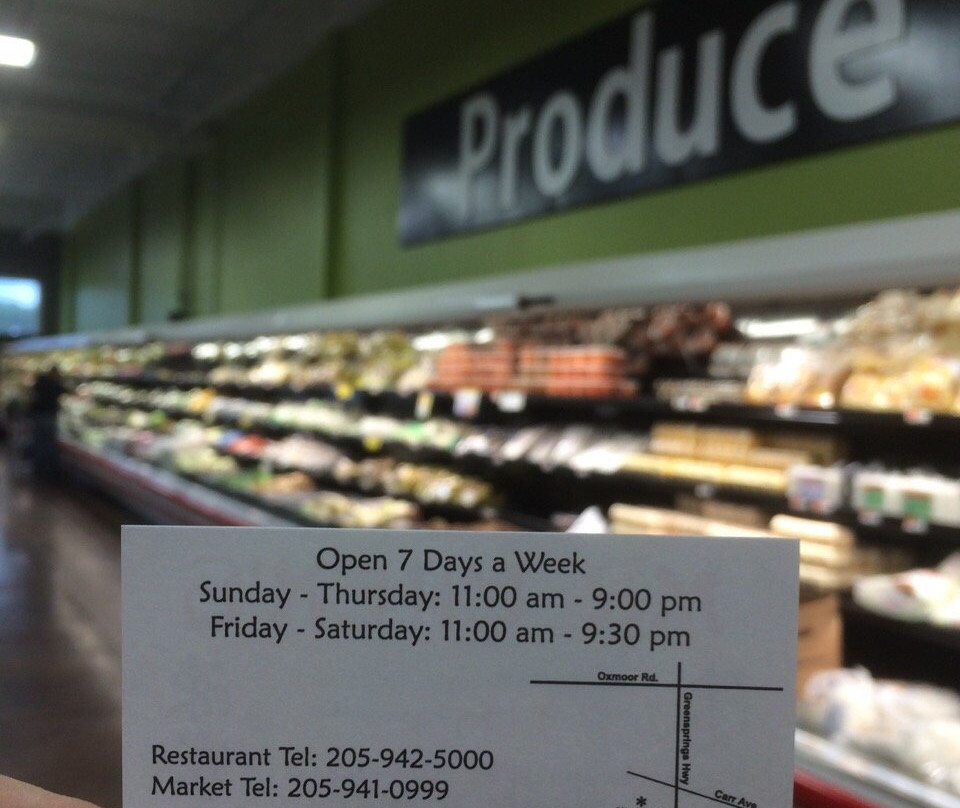 Produce
Open 7 Days a Week
Sunday - Thursday: 11:00 am - 9:00 pm
Friday - Saturday: 11:00 am - 9:30 pm
Oxmoor Rd.
Greensprings Hwy
Restaurant Tel: 205-942-5000
Market Tel: 205-941-0999
Carr Ave
*